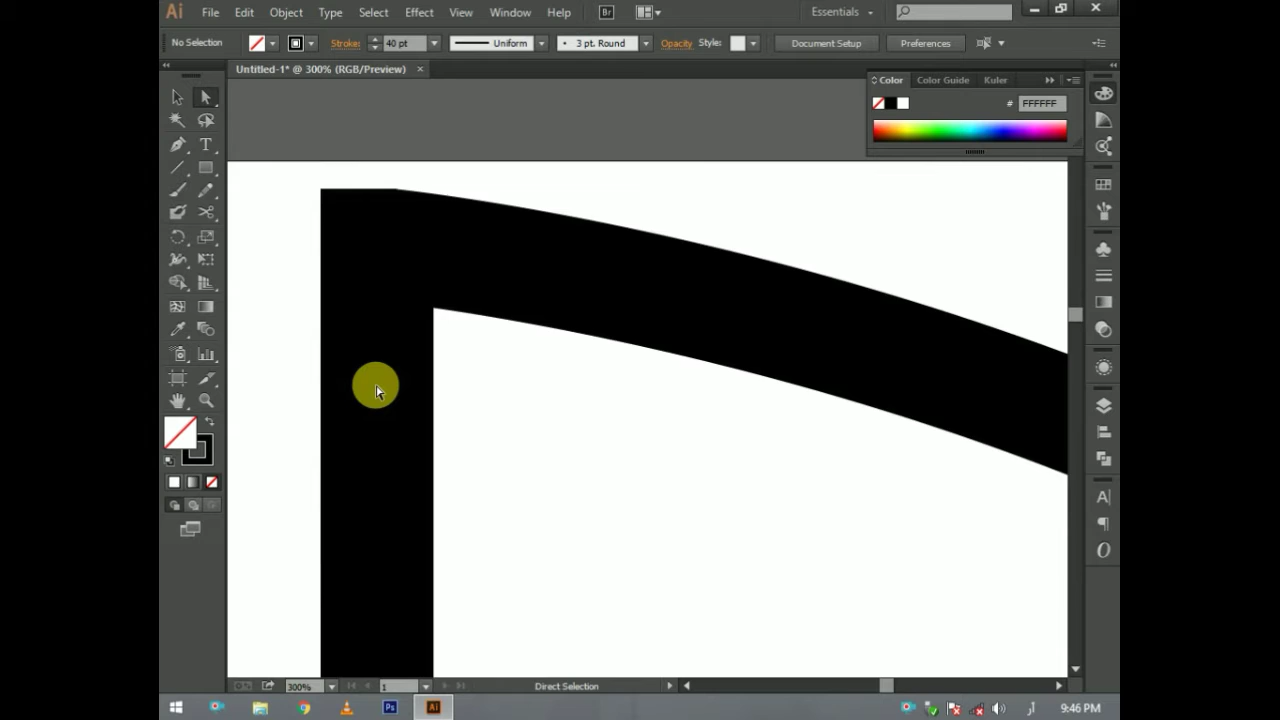 Ai File Edit Object Type Select Effect View Window Help Br Essentials
No Selection Stroke: 40 pt Uniform 3 pt. Round Opacity Style: Document Setup Preferences
Untitled-1* @ 300% (RGB/Preview) ×
Color Color Guide Kuler
# FFFFFF
T
A
O
300% 1 Direct Selection
Ps Ai 9:46 PM